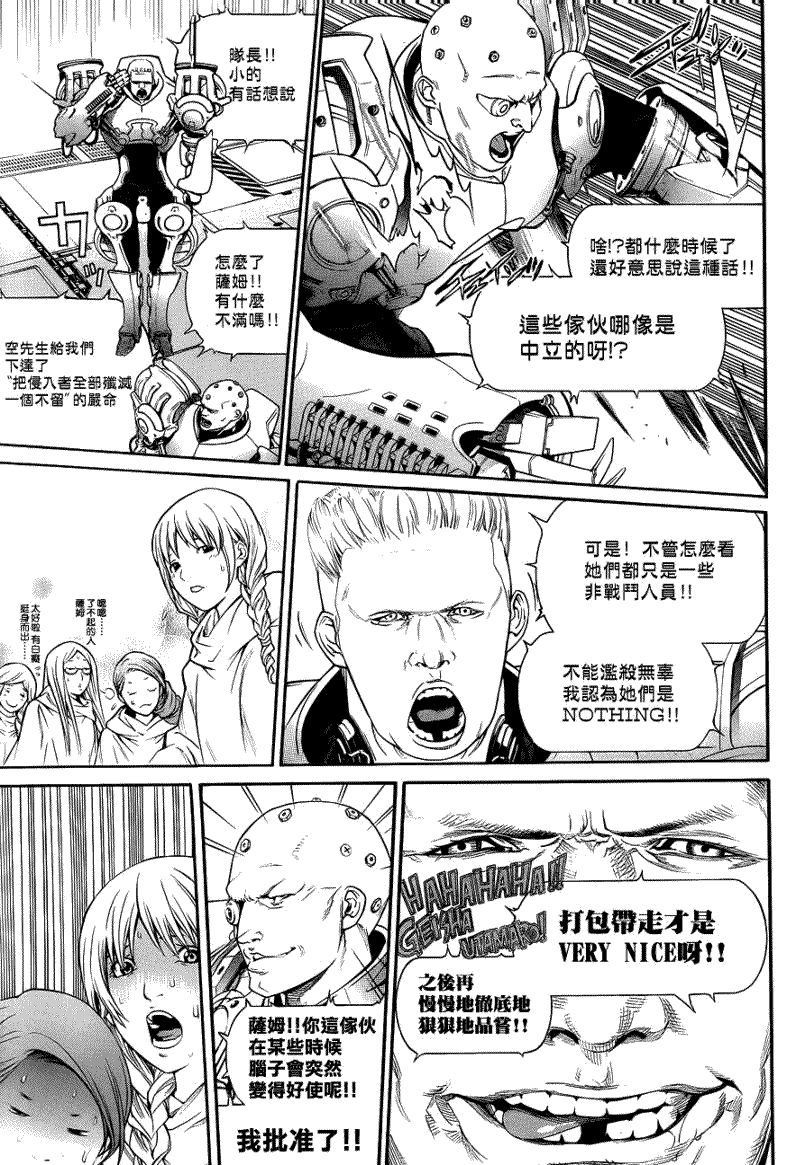 啥!?都什麼時候了
還好意思說這種話!!
這些傢伙哪像是
中立的呀!?
隊長!!
小的
有話想說
怎麼了
薩姆!!
有什麼
不滿嗎!!
空先生給我們
下達了
“把侵入者全部殲滅
一個不留”的嚴命
可是! 不管怎麼看
她們都只是一些
非戰鬥人員!!
不能濫殺無辜
我認為她們是
NOTHING!!
嗯嗯……
了不起的人
薩姆
太好啦 有白癡
挺身而出……
HAHAHAHA!!
GEISHA
UTAMARO!
打包帶走才是
VERY NICE呀!!
之後再
慢慢地徹底地
狠狠地品嘗!!
薩姆!!你這傢伙
在某些時候
腦子會突然
變得好使呢!!
我批准了!!